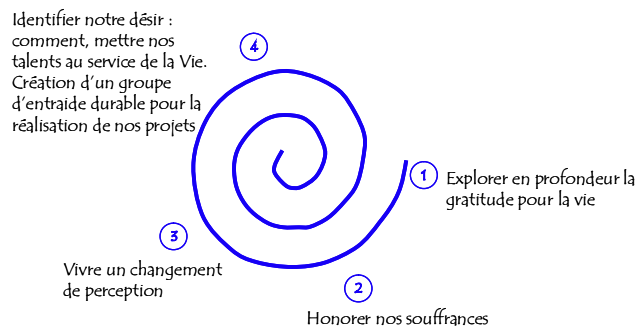 Identifier notre désir :
comment, mettre nos
talents au service de la Vie.
Création d'un groupe
d'entraide durable pour la
réalisation de nos projets
4
1
Explorer en profondeur la
gratitude pour la vie
3
Vivre un changement
de perception
2
Honorer nos souffrances